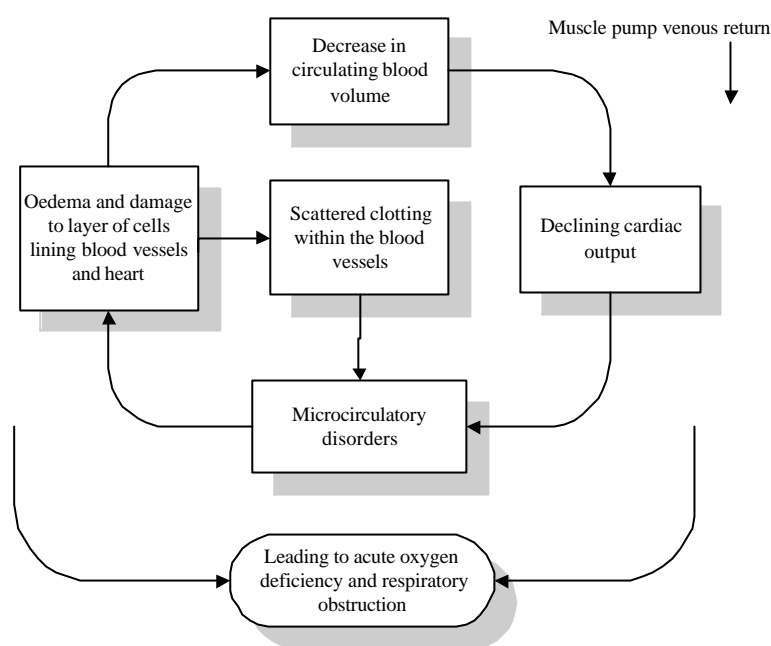 Muscle pump venous return
Decrease in
circulating blood
volume
Oedema and damage
to layer of cells
lining blood vessels
and heart
Scattered clotting
within the blood
vessels
Declining cardiac
output
Microcirculatory
disorders
Leading to acute oxygen
deficiency and respiratory
obstruction